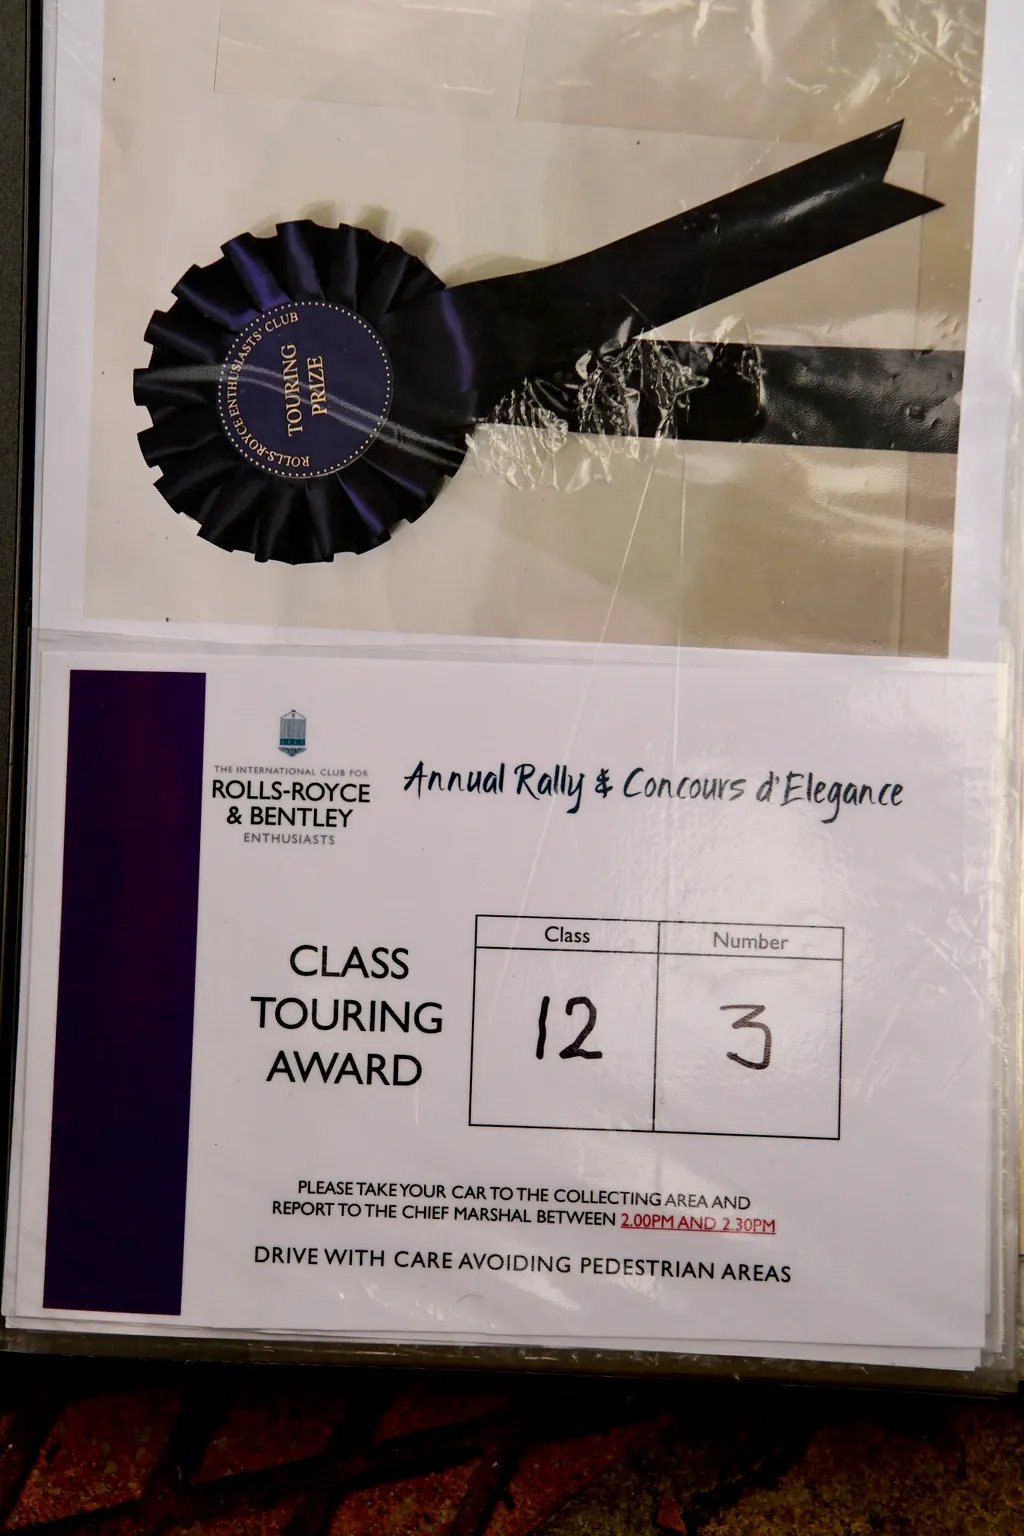 ROLLS-ROYCE ENTHUSIASTS' CLUB
TOURING
PRIZE
THE INTERNATIONAL CLUB FOR
ROLLS-ROYCE
& BENTLEY
ENTHUSIASTS
Annual Rally & Concours d'Elegance
CLASS
TOURING
AWARD
Class
Number
12
3
PLEASE TAKE YOUR CAR TO THE COLLECTING AREA AND
REPORT TO THE CHIEF MARSHAL BETWEEN 2.00PM AND 2.30PM
DRIVE WITH CARE AVOIDING PEDESTRIAN AREAS